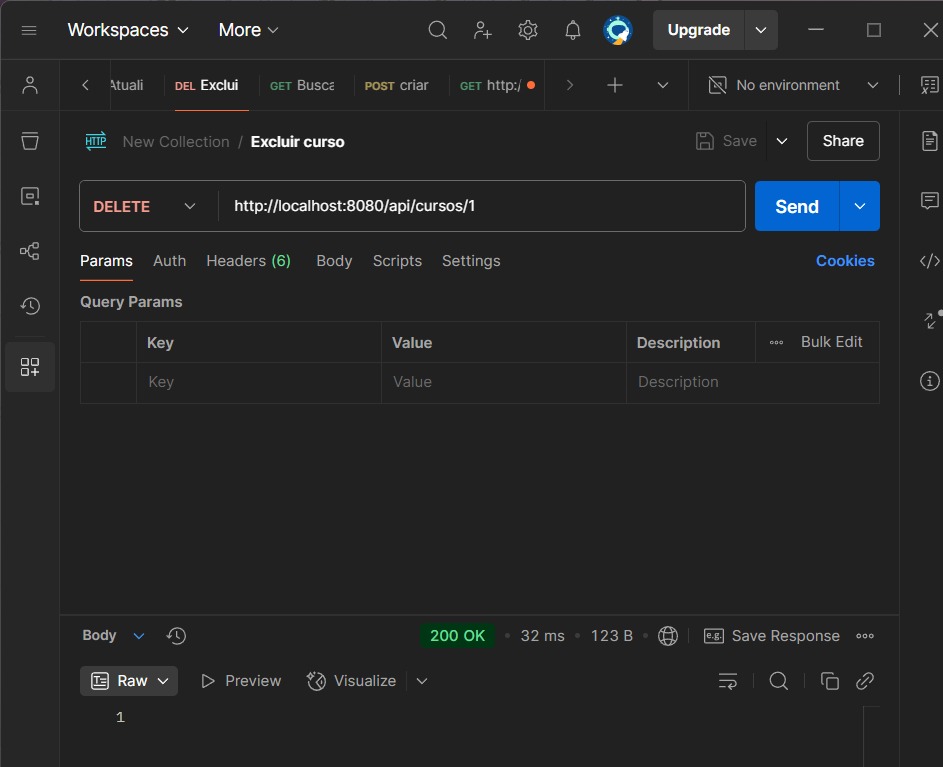 Workspaces More Upgrade
Atuali DEL Exclui GET Busca POST criar GET http:/ No environment
HTTP New Collection / Excluir curso Save Share
DELETE http://localhost:8080/api/cursos/1 Send
Params Auth Headers (6) Body Scripts Settings Cookies
Query Params
Key Value Description Bulk Edit
Key Value Description
Body 200 OK 32 ms 123 B e.g. Save Response
Raw Preview Visualize
1